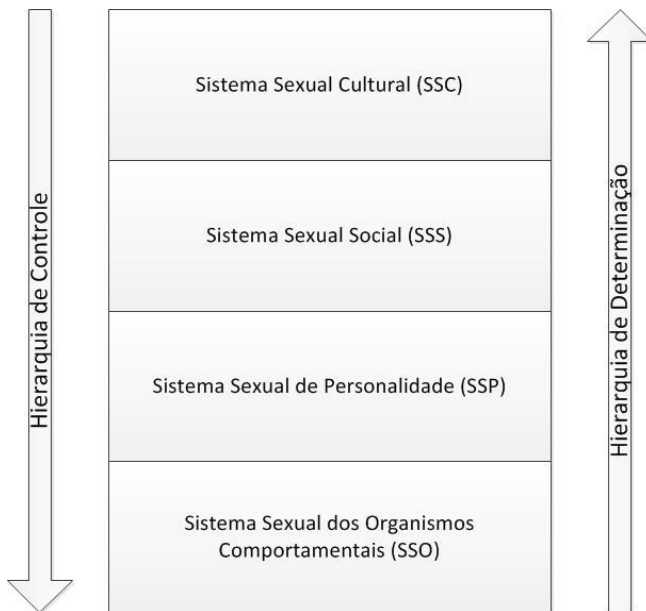 Hierarquia de Controle
Sistema Sexual Cultural (SSC)
Sistema Sexual Social (SSS)
Sistema Sexual de Personalidade (SSP)
Sistema Sexual dos Organismos
Comportamentais (SSO)
Hierarquia de Determinação